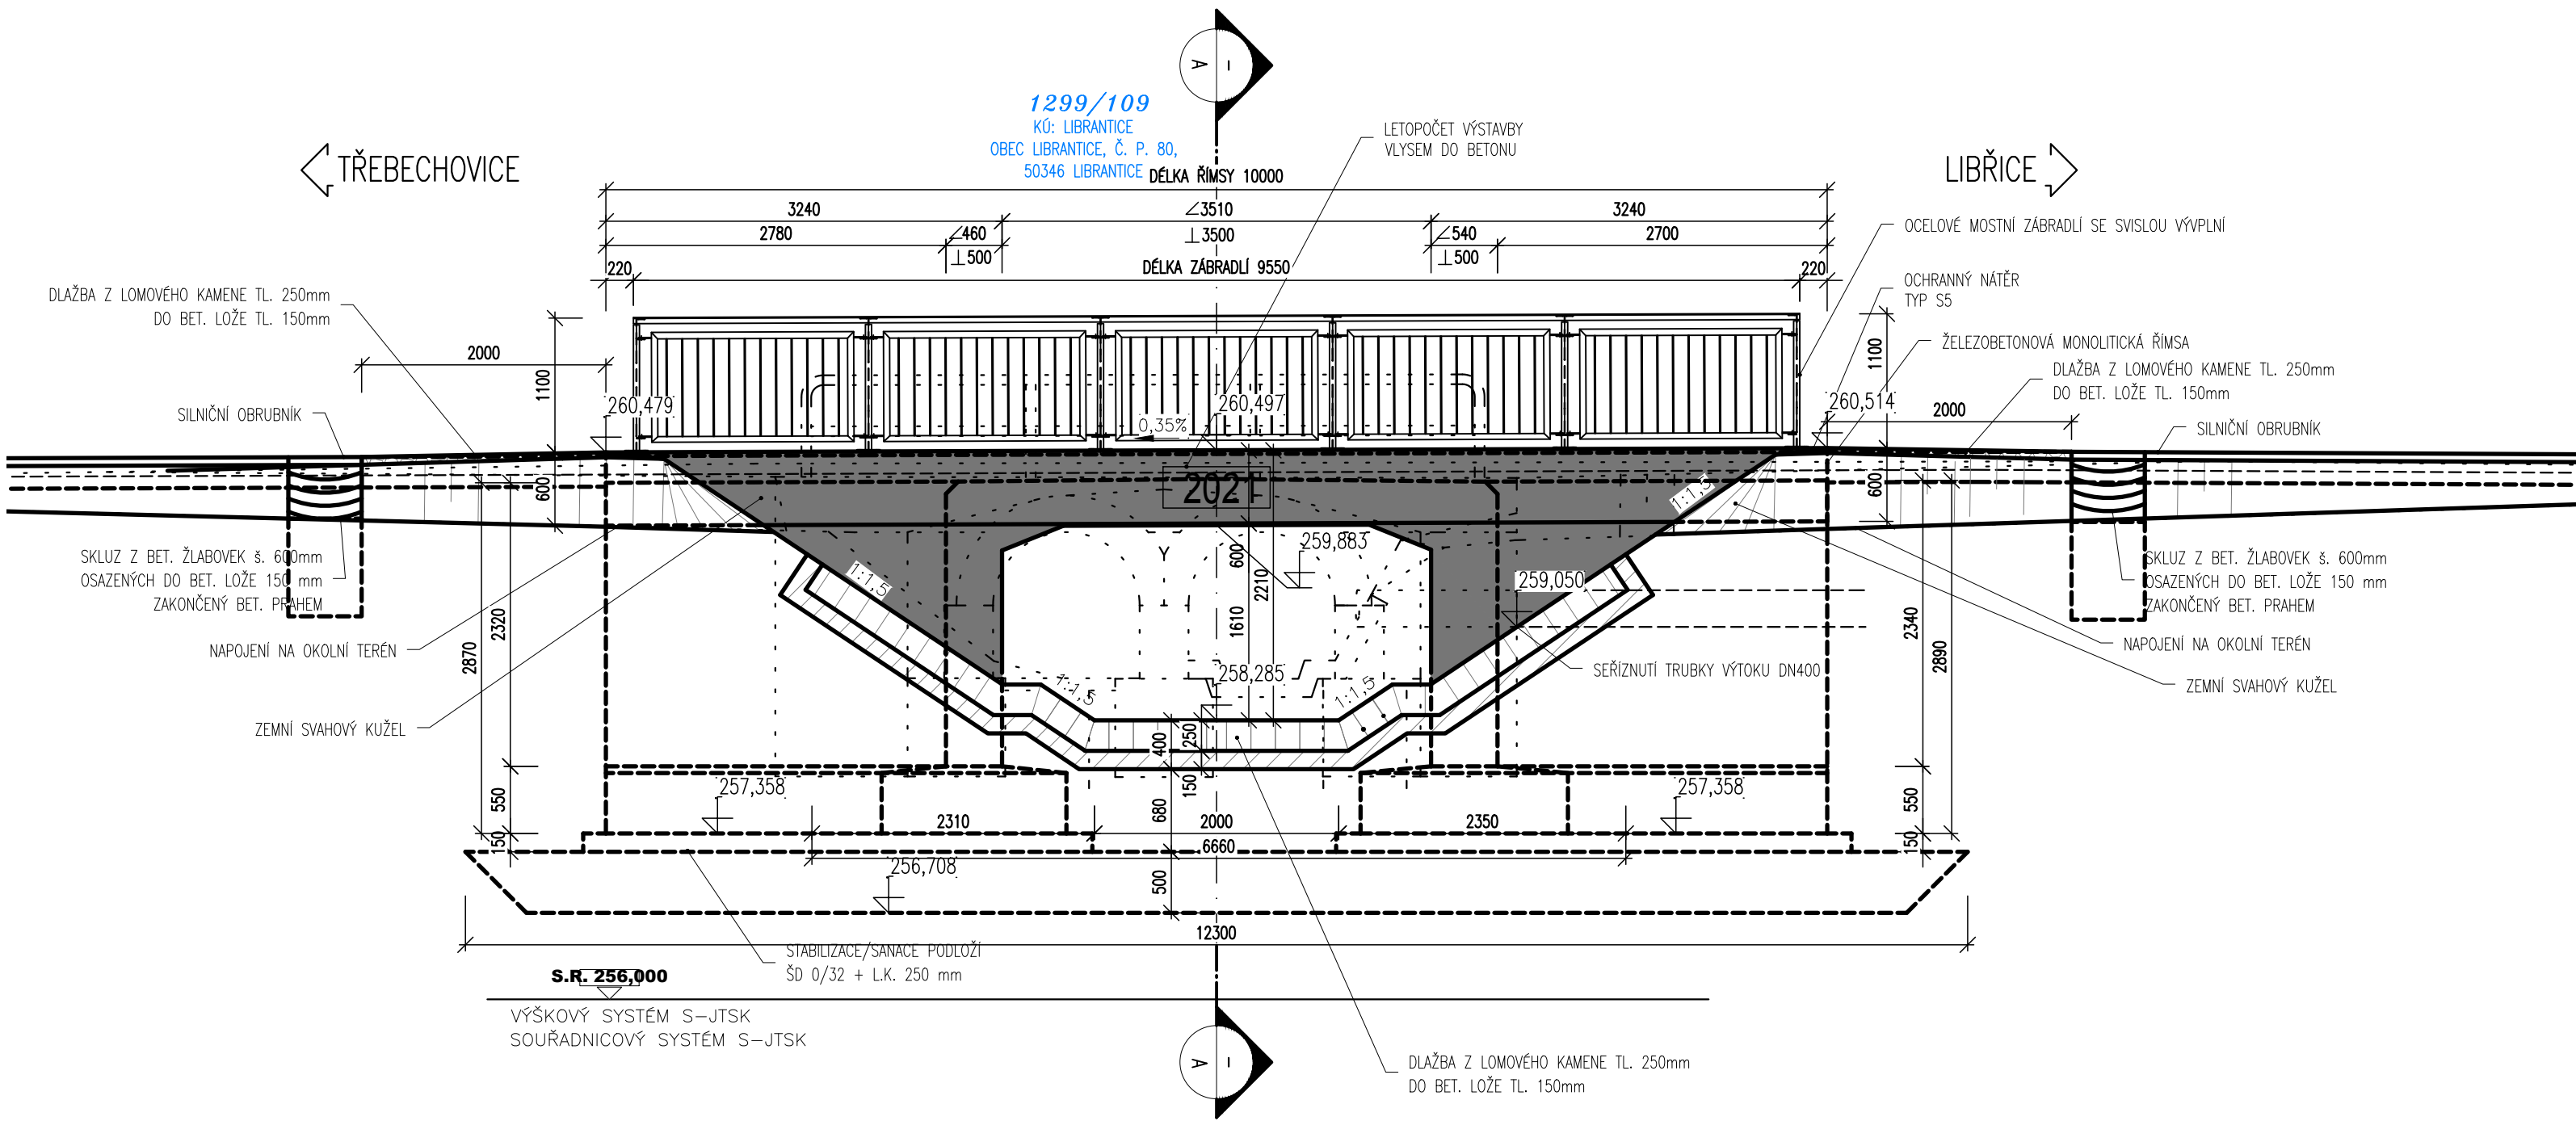 A
I
1299/109
KÚ: LIBRANTICE
OBEC LIBRANTICE, Č. P. 80,
50346 LIBRANTICE
LETOPOČET VÝSTAVBY
VLYSEM DO BETONU
TŘEBECHOVICE
LIBŘICE
DÉLKA ŘÍMSY 10000
3240
∠3510
3240
2780
∠460
⊥3500
∠540
2700
⊥500
⊥500
220
DÉLKA ZÁBRADLÍ 9550
220
OCELOVÉ MOSTNÍ ZÁBRADLÍ SE SVISLOU VÝVPLNÍ
OCHRANNÝ NÁTĚR
TYP S5
DLAŽBA Z LOMOVÉHO KAMENE TL. 250mm
DO BET. LOŽE TL. 150mm
ŽELEZOBETONOVÁ MONOLITICKÁ ŘÍMSA
DLAŽBA Z LOMOVÉHO KAMENE TL. 250mm
DO BET. LOŽE TL. 150mm
2000
1100
1100
2000
SILNIČNÍ OBRUBNÍK
260,479
260,497
260,514
0,35%
SILNIČNÍ OBRUBNÍK
600
2021
1:1,5
600
SKLUZ Z BET. ŽLABOVEK š. 600mm
OSAZENÝCH DO BET. LOŽE 150 mm
ZAKONČENÝ BET. PRAHEM
Y
600
259,883
259,050
1:1,5
SKLUZ Z BET. ŽLABOVEK š. 600mm
OSAZENÝCH DO BET. LOŽE 150 mm
ZAKONČENÝ BET. PRAHEM
2210
1610
2320
2870
2340
2890
NAPOJENÍ NA OKOLNÍ TERÉN
NAPOJENÍ NA OKOLNÍ TERÉN
258,285
SEŘÍZNUTÍ TRUBKY VÝTOKU DN400
1:1,5
1:1,5
ZEMNÍ SVAHOVÝ KUŽEL
ZEMNÍ SVAHOVÝ KUŽEL
400
250
150
257,358
257,358
550
150
680
550
150
2310
2000
2350
6660
256,708
500
12300
STABILIZACE/SANACE PODLOŽÍ
ŠD 0/32 + L.K. 250 mm
S.R. 256,000
VÝŠKOVÝ SYSTÉM S-JTSK
SOUŘADNICOVÝ SYSTÉM S-JTSK
A
I
DLAŽBA Z LOMOVÉHO KAMENE TL. 250mm
DO BET. LOŽE TL. 150mm